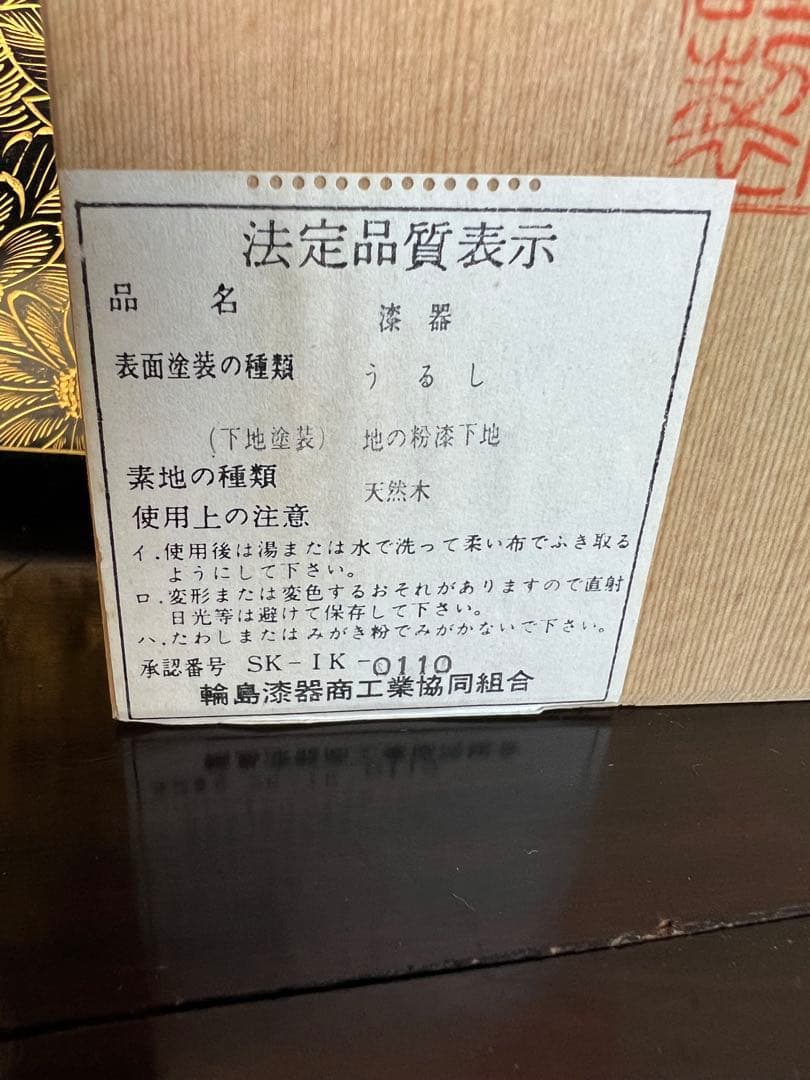 法定品質表示
品 名 漆器
表面塗装の種類 うるし
(下地塗装) 地の粉漆下地
素地の種類 天然木
使用上の注意
イ.使用後は湯または水で洗って柔い布でふき取る
ようにして下さい。
ロ.変形または変色するおそれがありますので直射
日光等は避けて保存して下さい。
ハ.たわしまたはみがき粉でみがかないで下さい。
承認番号 SK-IK-0110
輪島漆器商工業協同組合
製